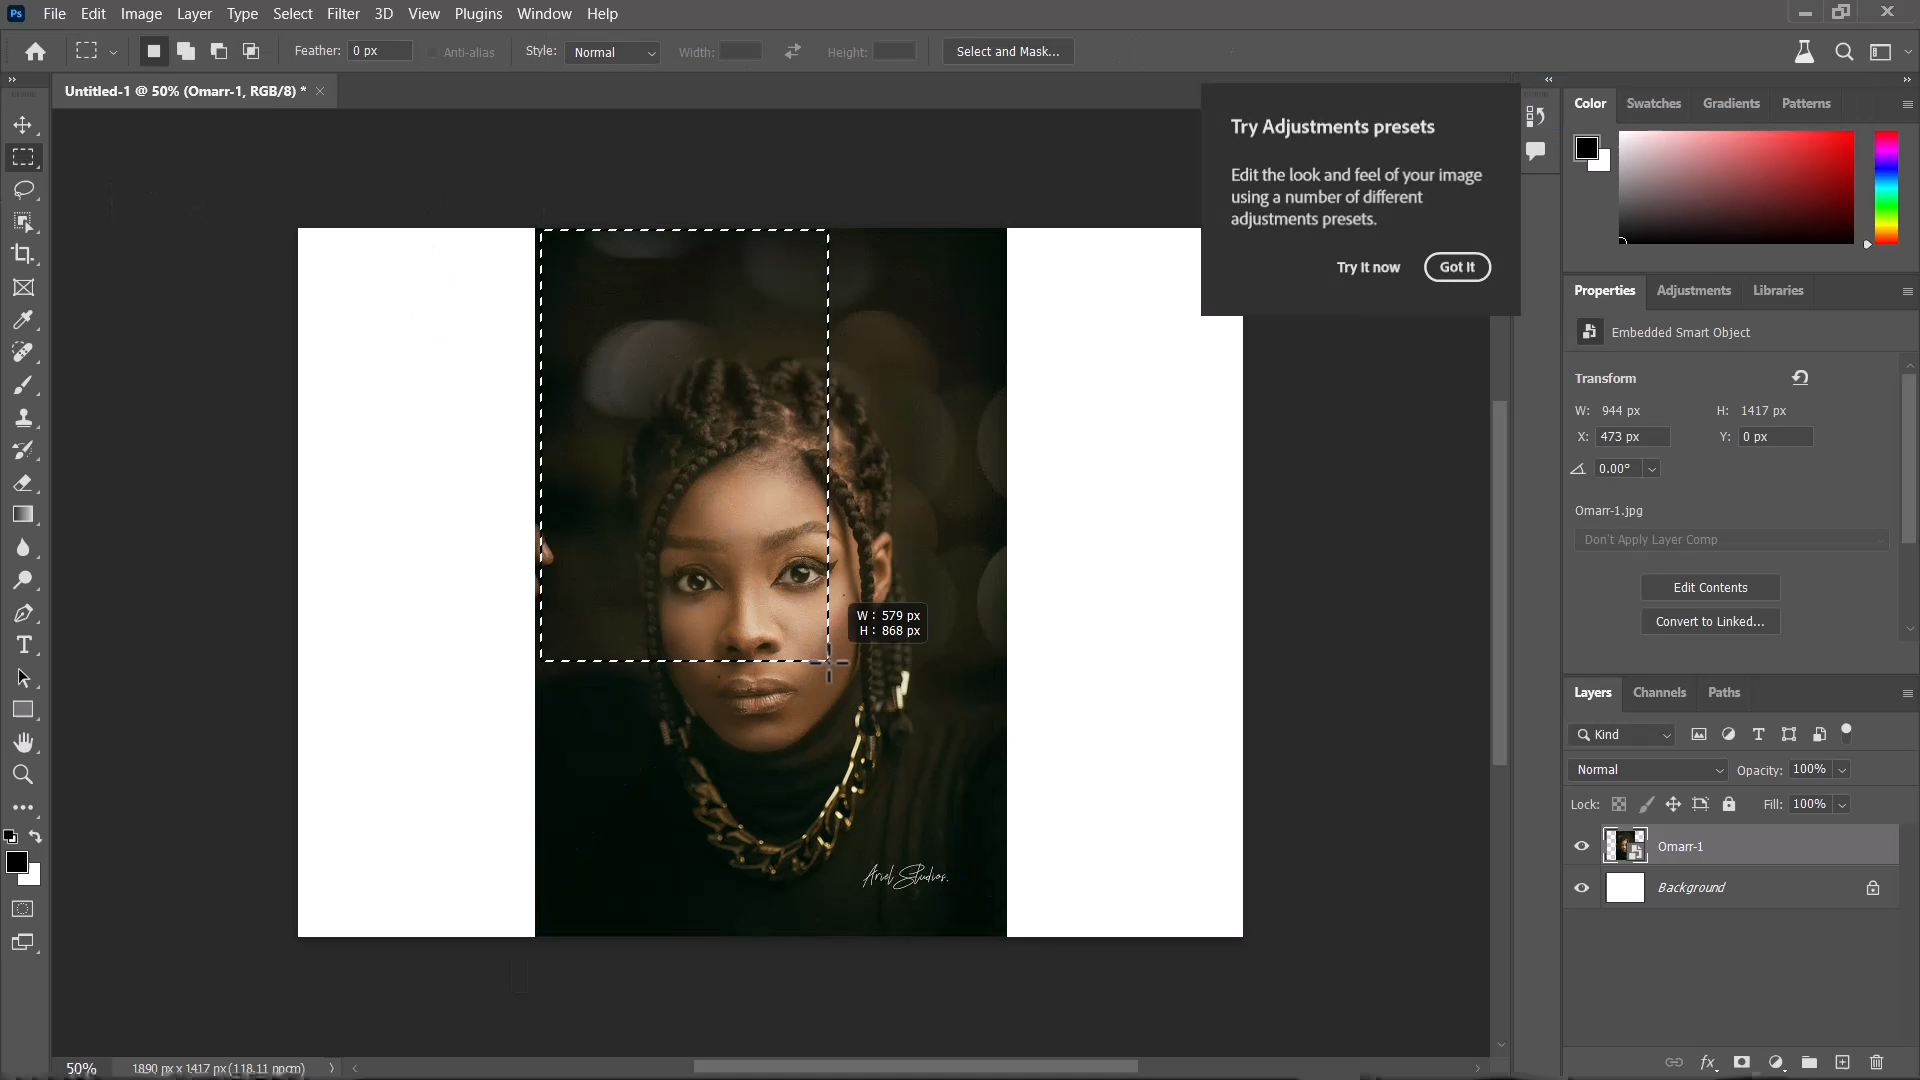 Ps File Edit Image Layer Type Select Filter 3D View Plugins Window Help
Feather: 0 px Anti-alias Style: Normal Width: Height: Select and Mask...
Untitled-1 @ 50% (Omarr-1, RGB/8) *
Try Adjustments presets
Edit the look and feel of your image
using a number of different
adjustments presets.
Try it now Got it
W : 579 px
H : 868 px
Ariel Studios.
50% 1890 px x 1417 px (118.11 ppcm)
Color Swatches Gradients Patterns
Properties Adjustments Libraries
Embedded Smart Object
Transform
W: 944 px H: 1417 px
X: 473 px Y: 0 px
0.00°
Omarr-1.jpg
Don't Apply Layer Comp
Edit Contents
Convert to Linked...
Layers Channels Paths
Kind
Normal Opacity: 100%
Lock: Fill: 100%
Omarr-1
Background
fx